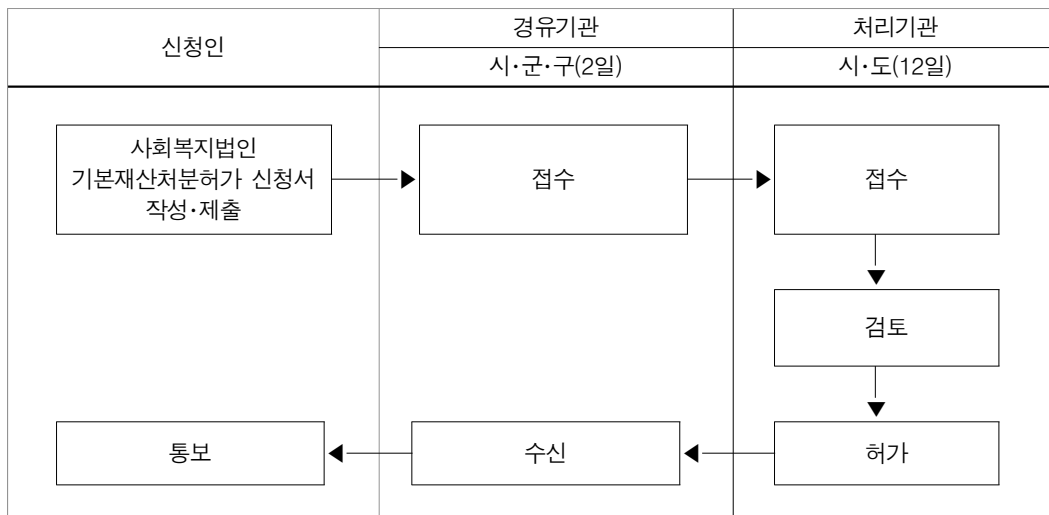 신청인
경유기관
처리기관
시·군·구(2일)
시·도(12일)
사회복지법인
기본재산처분허가 신청서
작성·제출
접수
접수
검토
통보
수신
허가